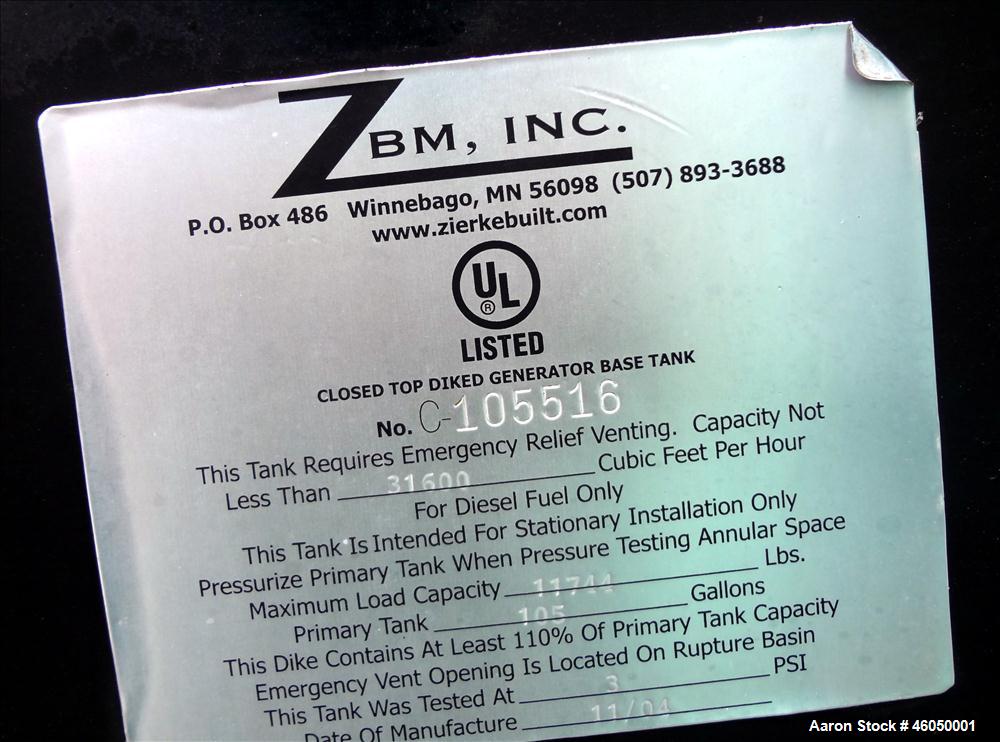 ZBM, INC.
P.O. Box 486 Winnebago, MN 56098 (507) 893-3688
www.zierkebuilt.com
UL
®
LISTED
CLOSED TOP DIKED GENERATOR BASE TANK
No. C-105516
This Tank Requires Emergency Relief Venting. Capacity Not
Less Than 31600 Cubic Feet Per Hour
For Diesel Fuel Only
This Tank Is Intended For Stationary Installation Only
Pressurize Primary Tank When Pressure Testing Annular Space
Maximum Load Capacity 11744 Lbs.
Primary Tank 105 Gallons
This Dike Contains At Least 110% Of Primary Tank Capacity
Emergency Vent Opening Is Located On Rupture Basin
This Tank Was Tested At 3 PSI
Date Of Manufacture 11/04
Aaron Stock # 46050001